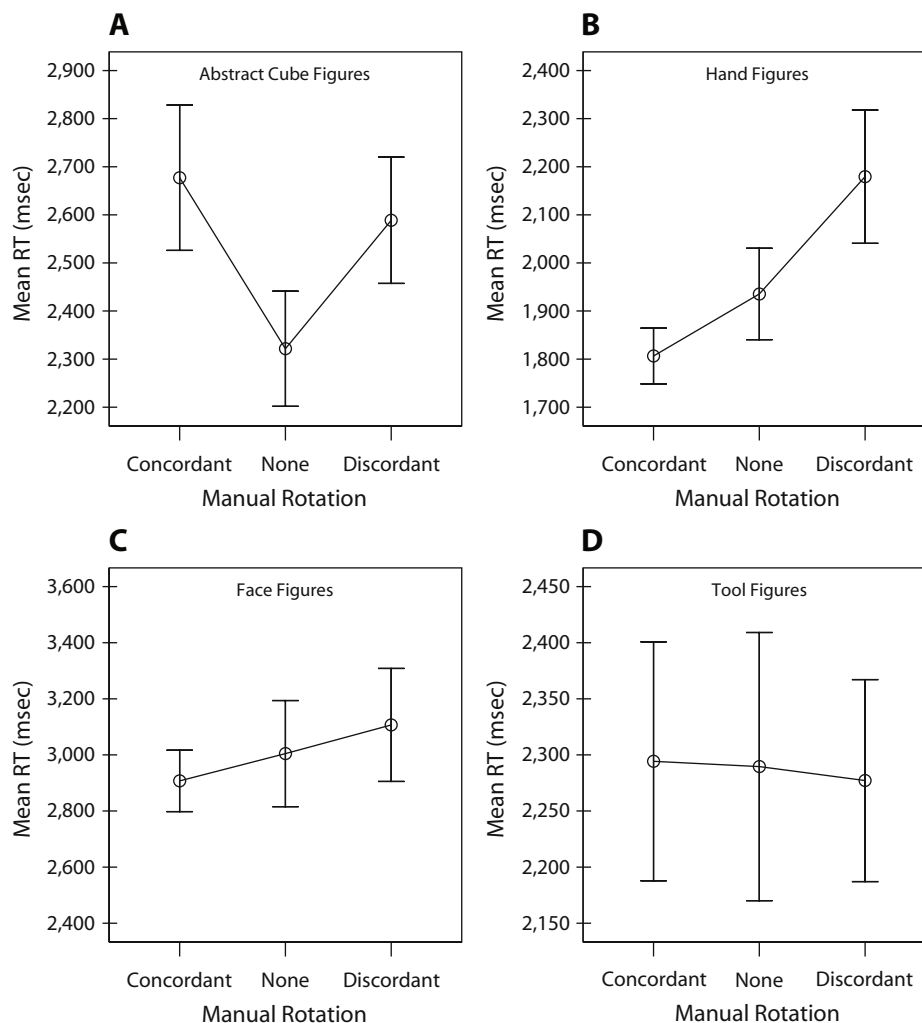 A
Abstract Cube Figures
Mean RT (msec)
2,900
2,800
2,700
2,600
2,500
2,400
2,300
2,200
Concordant None Discordant
Manual Rotation
B
Hand Figures
Mean RT (msec)
2,400
2,300
2,200
2,100
2,000
1,900
1,800
1,700
Concordant None Discordant
Manual Rotation
C
Face Figures
Mean RT (msec)
3,600
3,400
3,200
3,000
2,800
2,600
2,400
Concordant None Discordant
Manual Rotation
D
Tool Figures
Mean RT (msec)
2,450
2,400
2,350
2,300
2,250
2,200
2,150
Concordant None Discordant
Manual Rotation